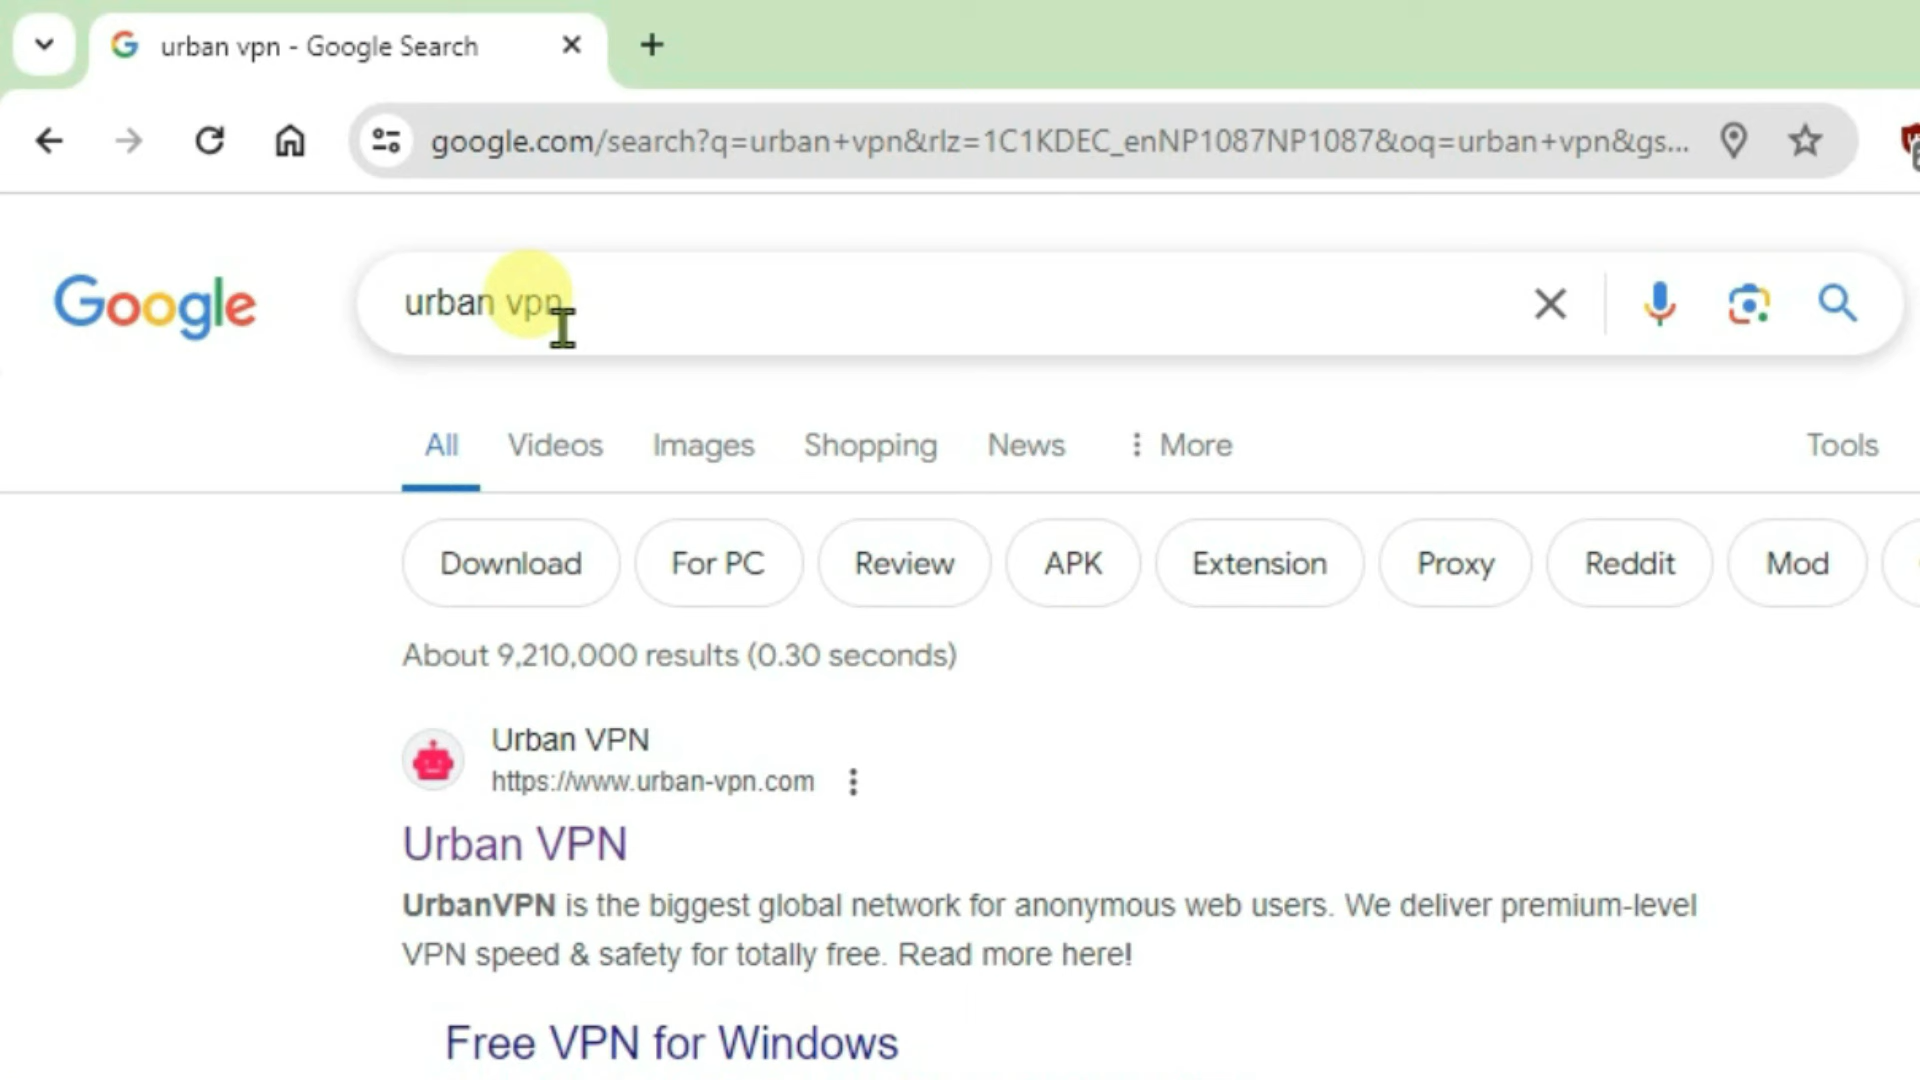 urban vpn - Google Search
google.com/search?q=urban+vpn&rlz=1C1KDEC_enNP1087NP1087&oq=urban+vpn&gs...
Google
urban vpn
All Videos Images Shopping News More Tools
Download For PC Review APK Extension Proxy Reddit Mod
About 9,210,000 results (0.30 seconds)
Urban VPN
https://www.urban-vpn.com
Urban VPN
UrbanVPN is the biggest global network for anonymous web users. We deliver premium-level
VPN speed & safety for totally free. Read more here!
Free VPN for Windows